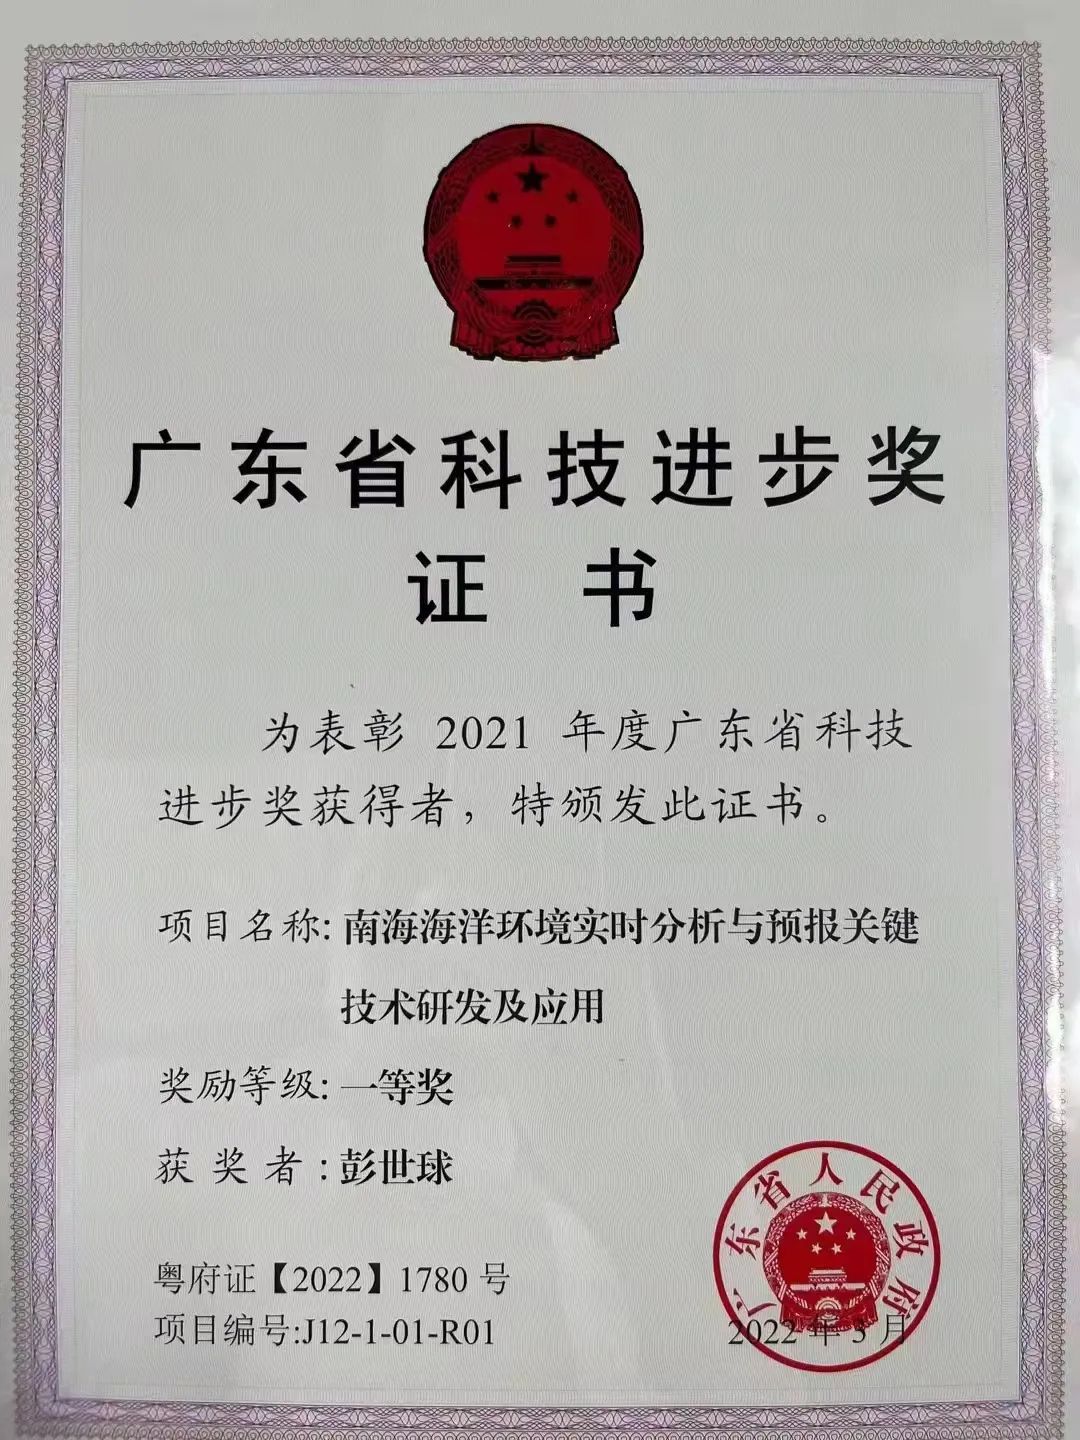 广东省科技进步奖
证书
为表彰 2021 年度广东省科技
进步奖获得者，特颁发此证书。
项目名称: 南海海洋环境实时分析与预报关键
技术研发及应用
奖励等级: 一等奖
获奖者: 彭世球
粤府证【2022】1780 号
项目编号:J12-1-01-R01
广东省人民政府
2022 年 3 月